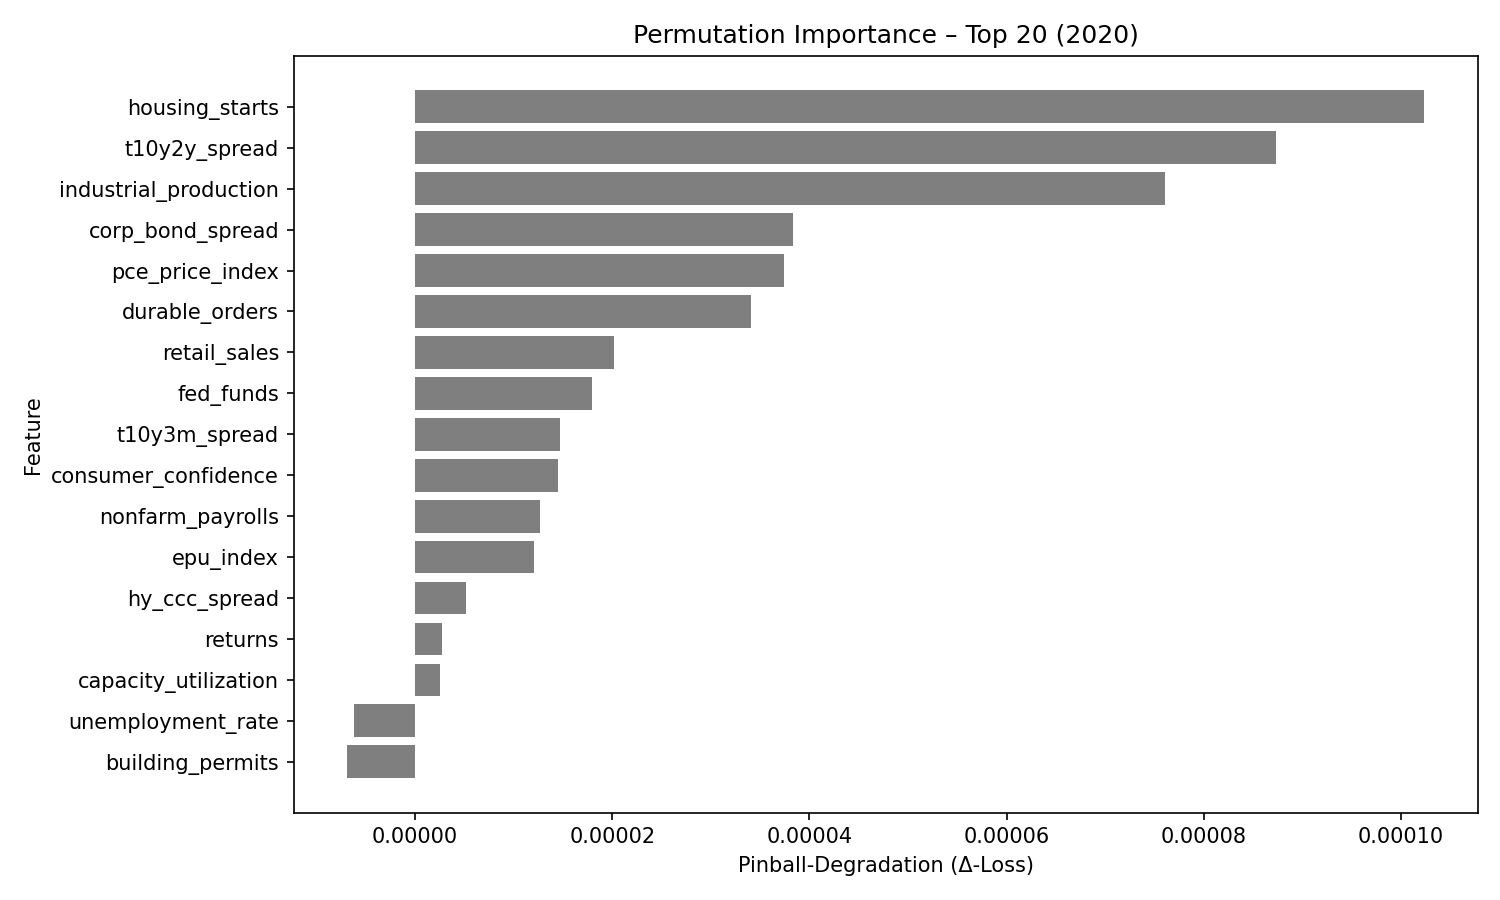 Permutation Importance – Top 20 (2020)
Feature
housing_starts
t10y2y_spread
industrial_production
corp_bond_spread
pce_price_index
durable_orders
retail_sales
fed_funds
t10y3m_spread
consumer_confidence
nonfarm_payrolls
epu_index
hy_ccc_spread
returns
capacity_utilization
unemployment_rate
building_permits
0.00000 0.00002 0.00004 0.00006 0.00008 0.00010
Pinball-Degradation (Δ-Loss)